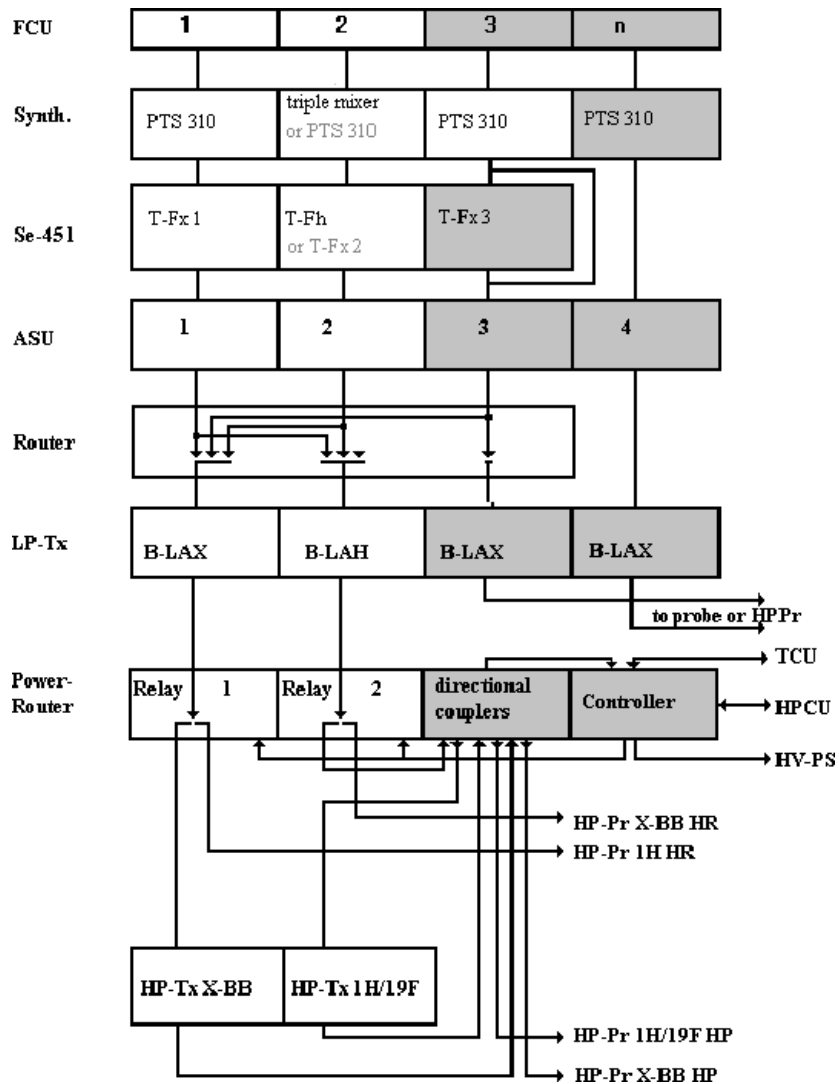 FCU 1 2 3 n
Synth. PTS 310 triple mixer PTS 310 PTS 310
or PTS 310
Se-451 T-Fx 1 T-Fh T-Fx 3
or T-Fx 2
ASU 1 2 3 4
Router
LP-Tx B-LAX B-LAH B-LAX B-LAX
to probe or HPPr
Power-
Router
Relay 1 Relay 2 directional
couplers
Controller
TCU
HPCU
HV-PS
HP-Pr X-BB HR
HP-Pr 1H HR
HP-Tx X-BB HP-Tx 1H/19F
HP-Pr 1H/19F HP
HP-Pr X-BB HP